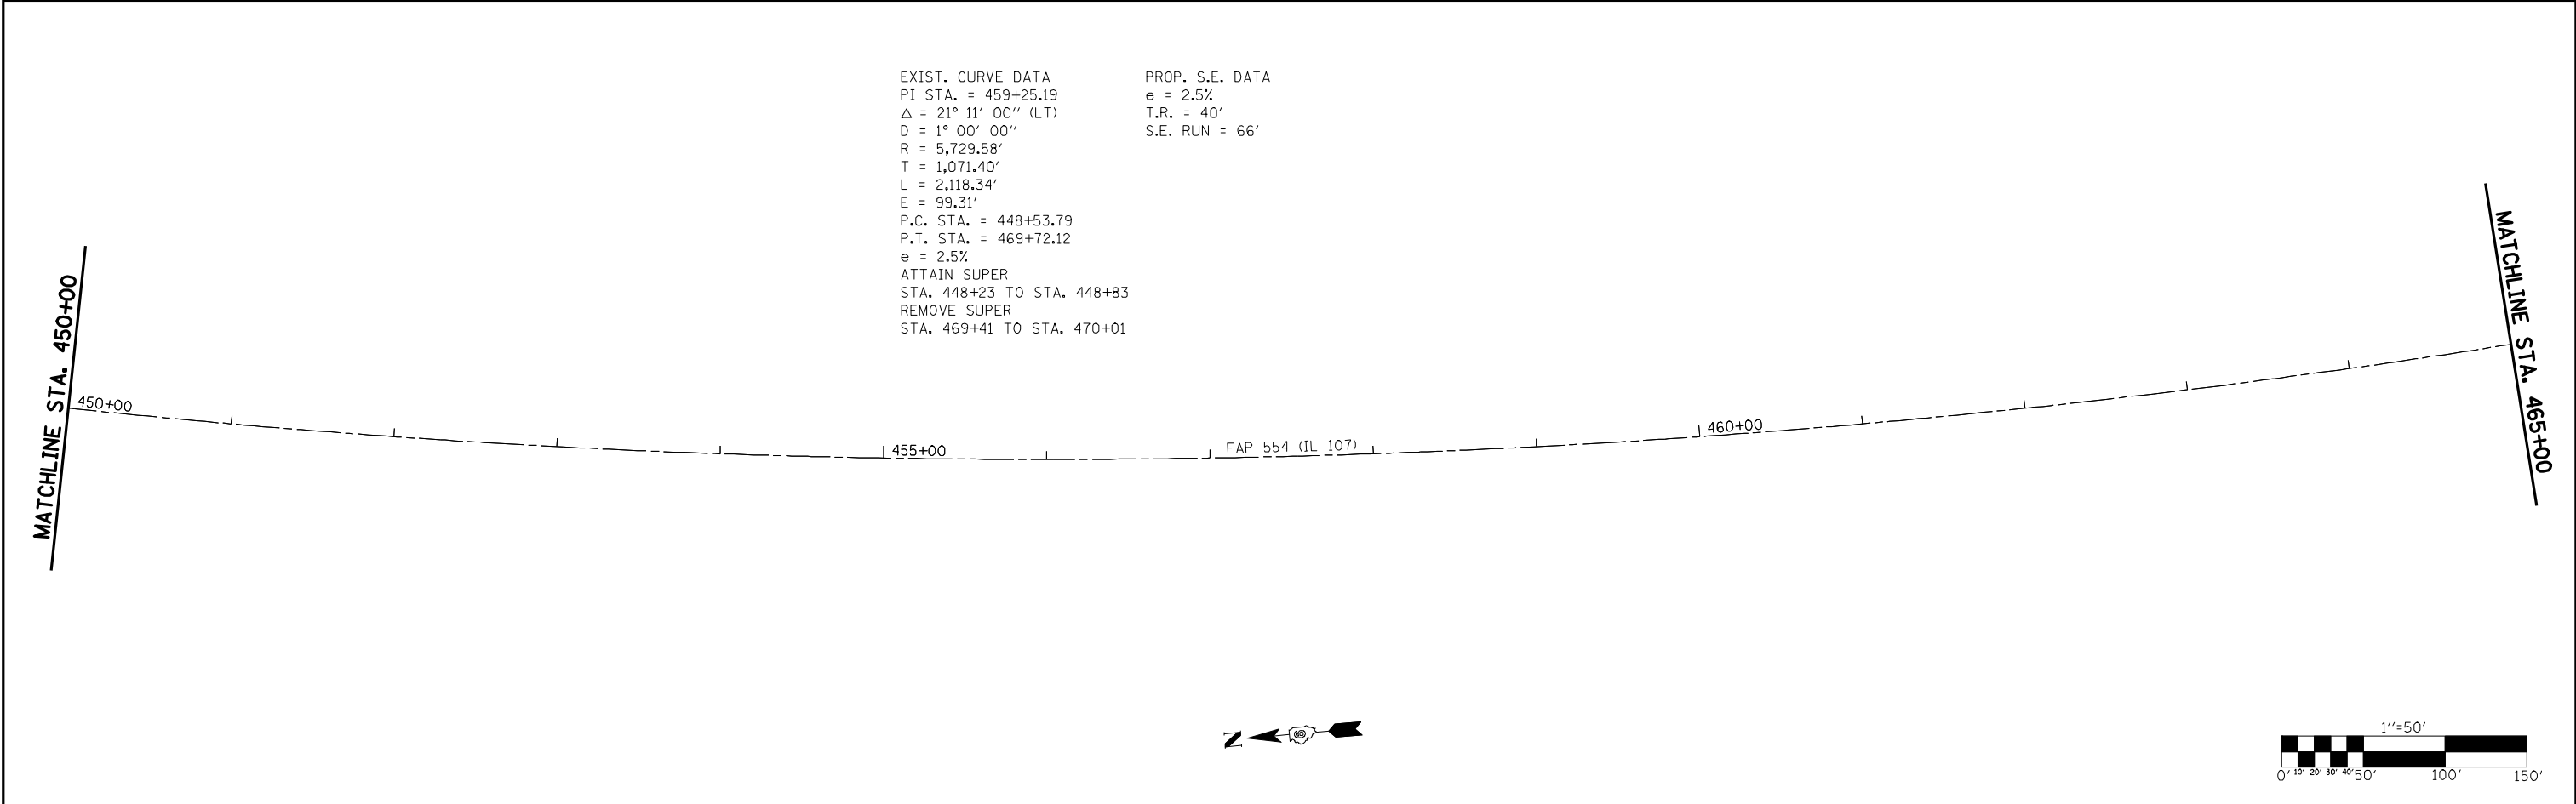 EXIST. CURVE DATA
PI STA. = 459+25.19
△ = 21° 11' 00" (LT)
D = 1° 00' 00"
R = 5,729.58'
T = 1,071.40'
L = 2,118.34'
E = 99.31'
P.C. STA. = 448+53.79
P.T. STA. = 469+72.12
e = 2.5%
ATTAIN SUPER
STA. 448+23 TO STA. 448+83
REMOVE SUPER
STA. 469+41 TO STA. 470+01
PROP. S.E. DATA
e = 2.5%
T.R. = 40'
S.E. RUN = 66'
MATCHLINE STA. 450+00
450+00
455+00
FAP 554 (IL 107)
460+00
MATCHLINE STA. 465+00
N
1"=50'
0' 10' 20' 30' 40' 50' 100' 150'